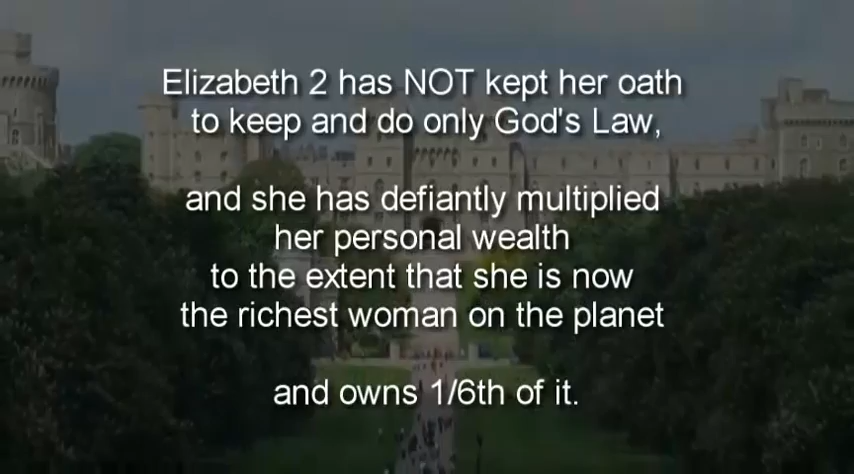 Elizabeth 2 has NOT kept her oath
to keep and do only God's Law,
and she has defiantly multiplied
her personal wealth
to the extent that she is now
the richest woman on the planet
and owns 1/6th of it.